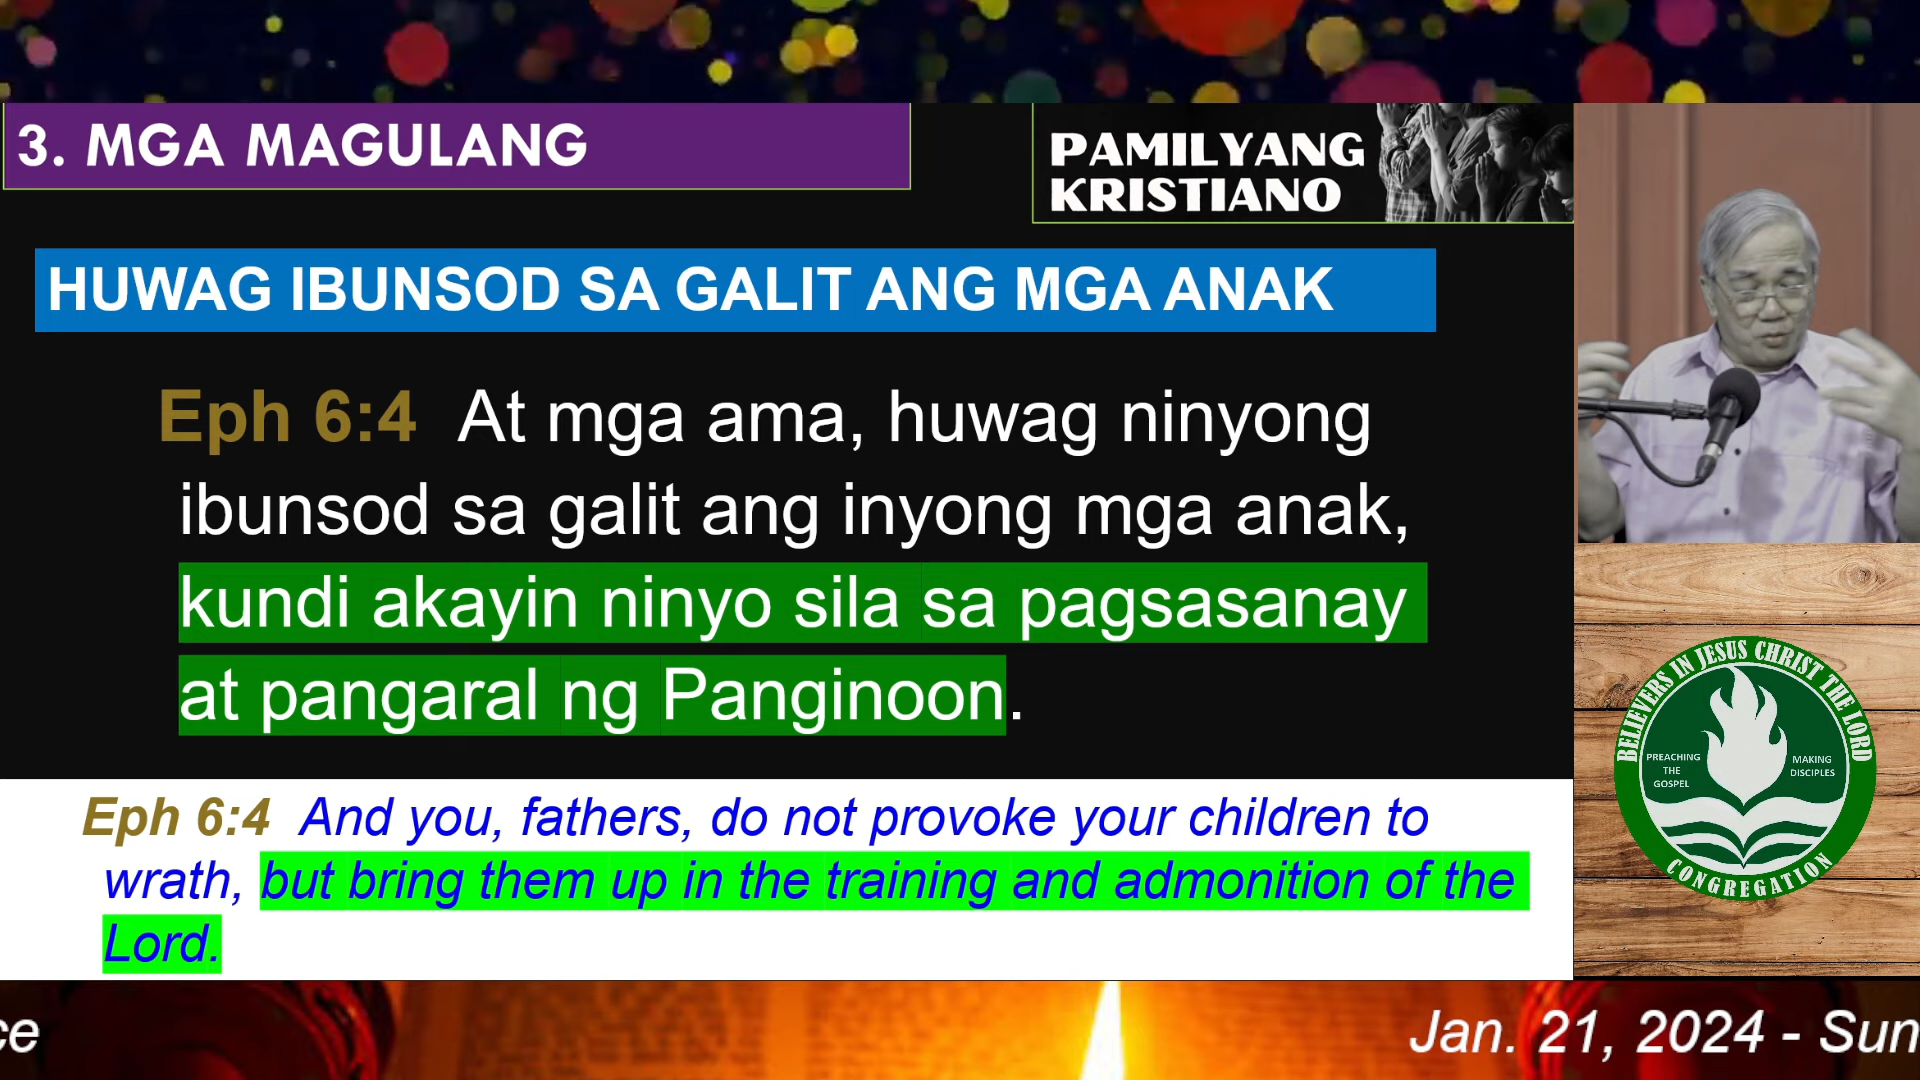 3. MGA MAGULANG
PAMILYANG
KRISTIANO
HUWAG IBUNSOD SA GALIT ANG MGA ANAK
Eph 6:4 At mga ama, huwag ninyong
ibunsod sa galit ang inyong mga anak,
kundi akayin ninyo sila sa pagsasanay
at pangaral ng Panginoon.
Eph 6:4 And you, fathers, do not provoke your children to
wrath, but bring them up in the training and admonition of the
Lord.
BELIEVERS IN JESUS CHRIST THE LORD
PREACHING
THE
GOSPEL
MAKING
DISCIPLES
CONGREGATION
ce
Jan. 21, 2024 - Sun